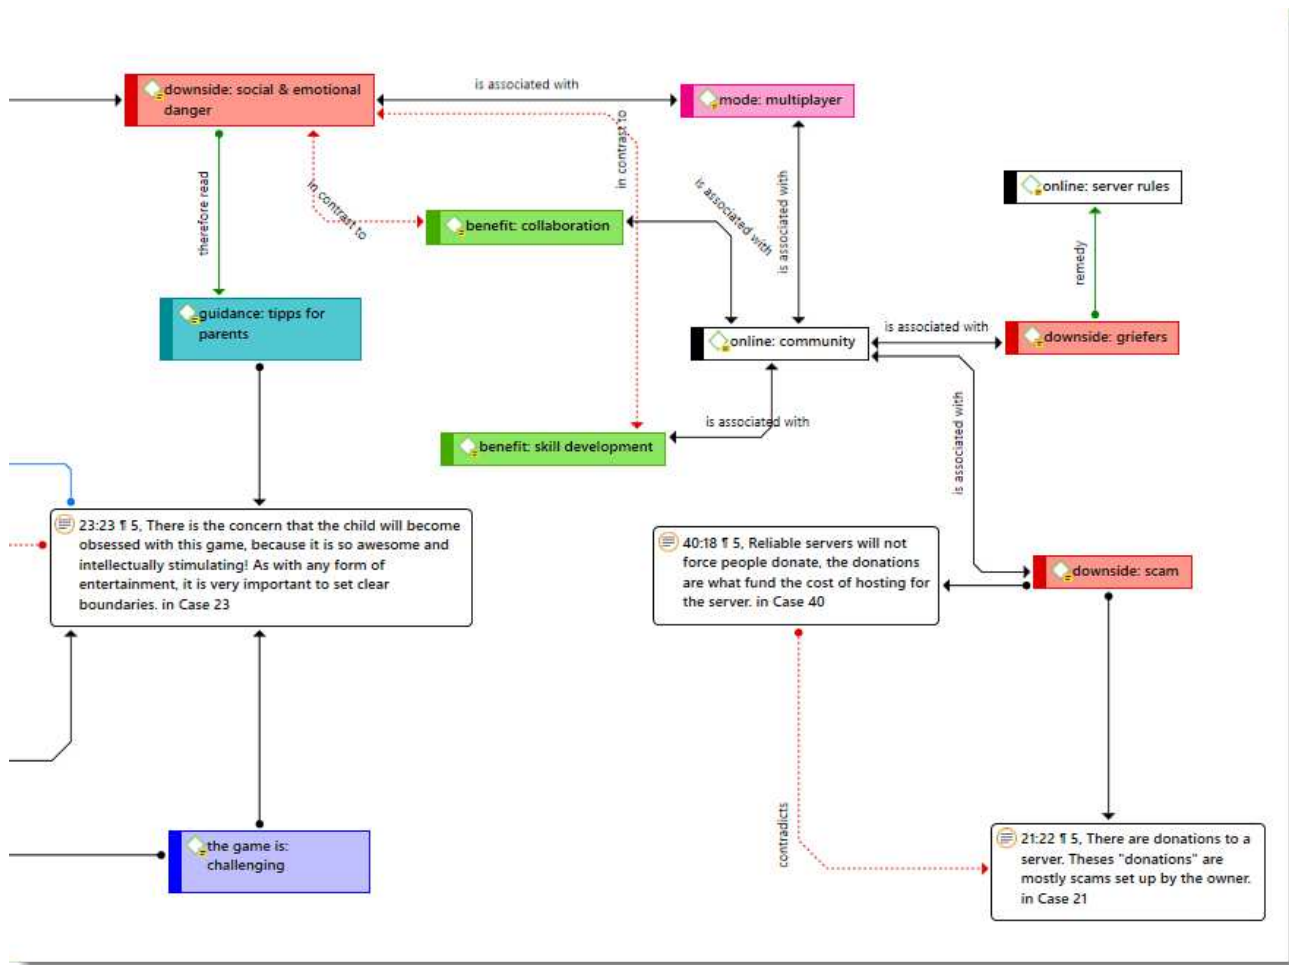 downside: social & emotional
danger
is associated with
mode: multiplayer
in contrast to
in contrast to
therefore read
is associated with
is associated with
online: server rules
benefit: collaboration
remedy
guidance: tipps for
parents
online: community
is associated with
downside: griefers
is associated with
is associated with
benefit: skill development
23:23 ¶ 5, There is the concern that the child will become
obsessed with this game, because it is so awesome and
intellectually stimulating! As with any form of
entertainment, it is very important to set clear
boundaries. in Case 23
40:18 ¶ 5, Reliable servers will not
force people donate, the donations
are what fund the cost of hosting for
the server. in Case 40
downside: scam
contradicts
the game is:
challenging
21:22 ¶ 5, There are donations to a
server. Theses "donations" are
mostly scams set up by the owner.
in Case 21